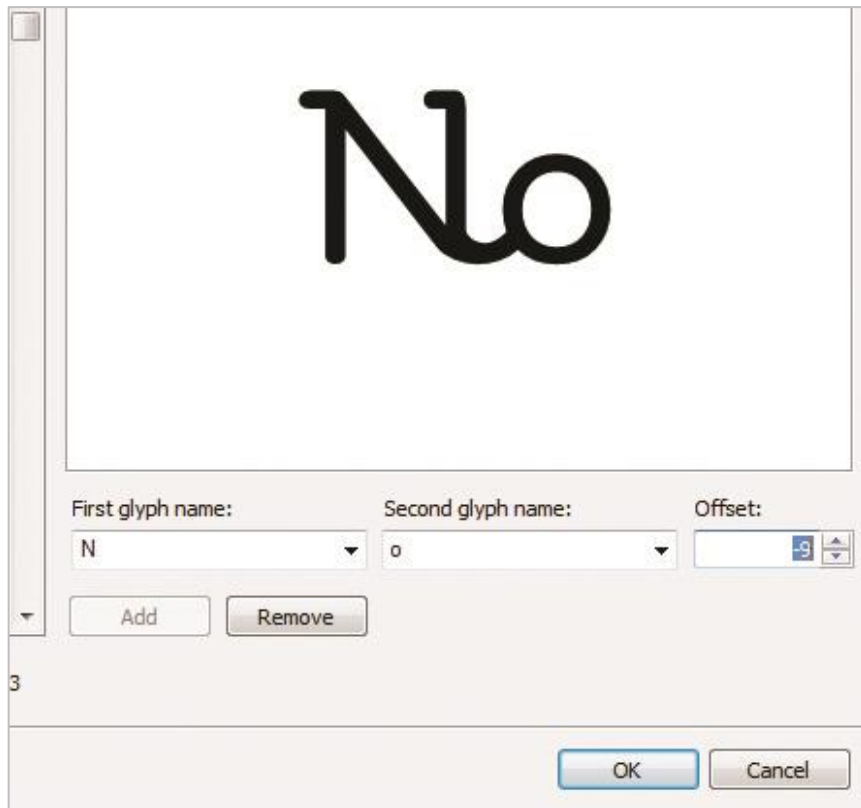 No
First glyph name: Second glyph name: Offset:
N o -9
Add Remove
3
OK Cancel